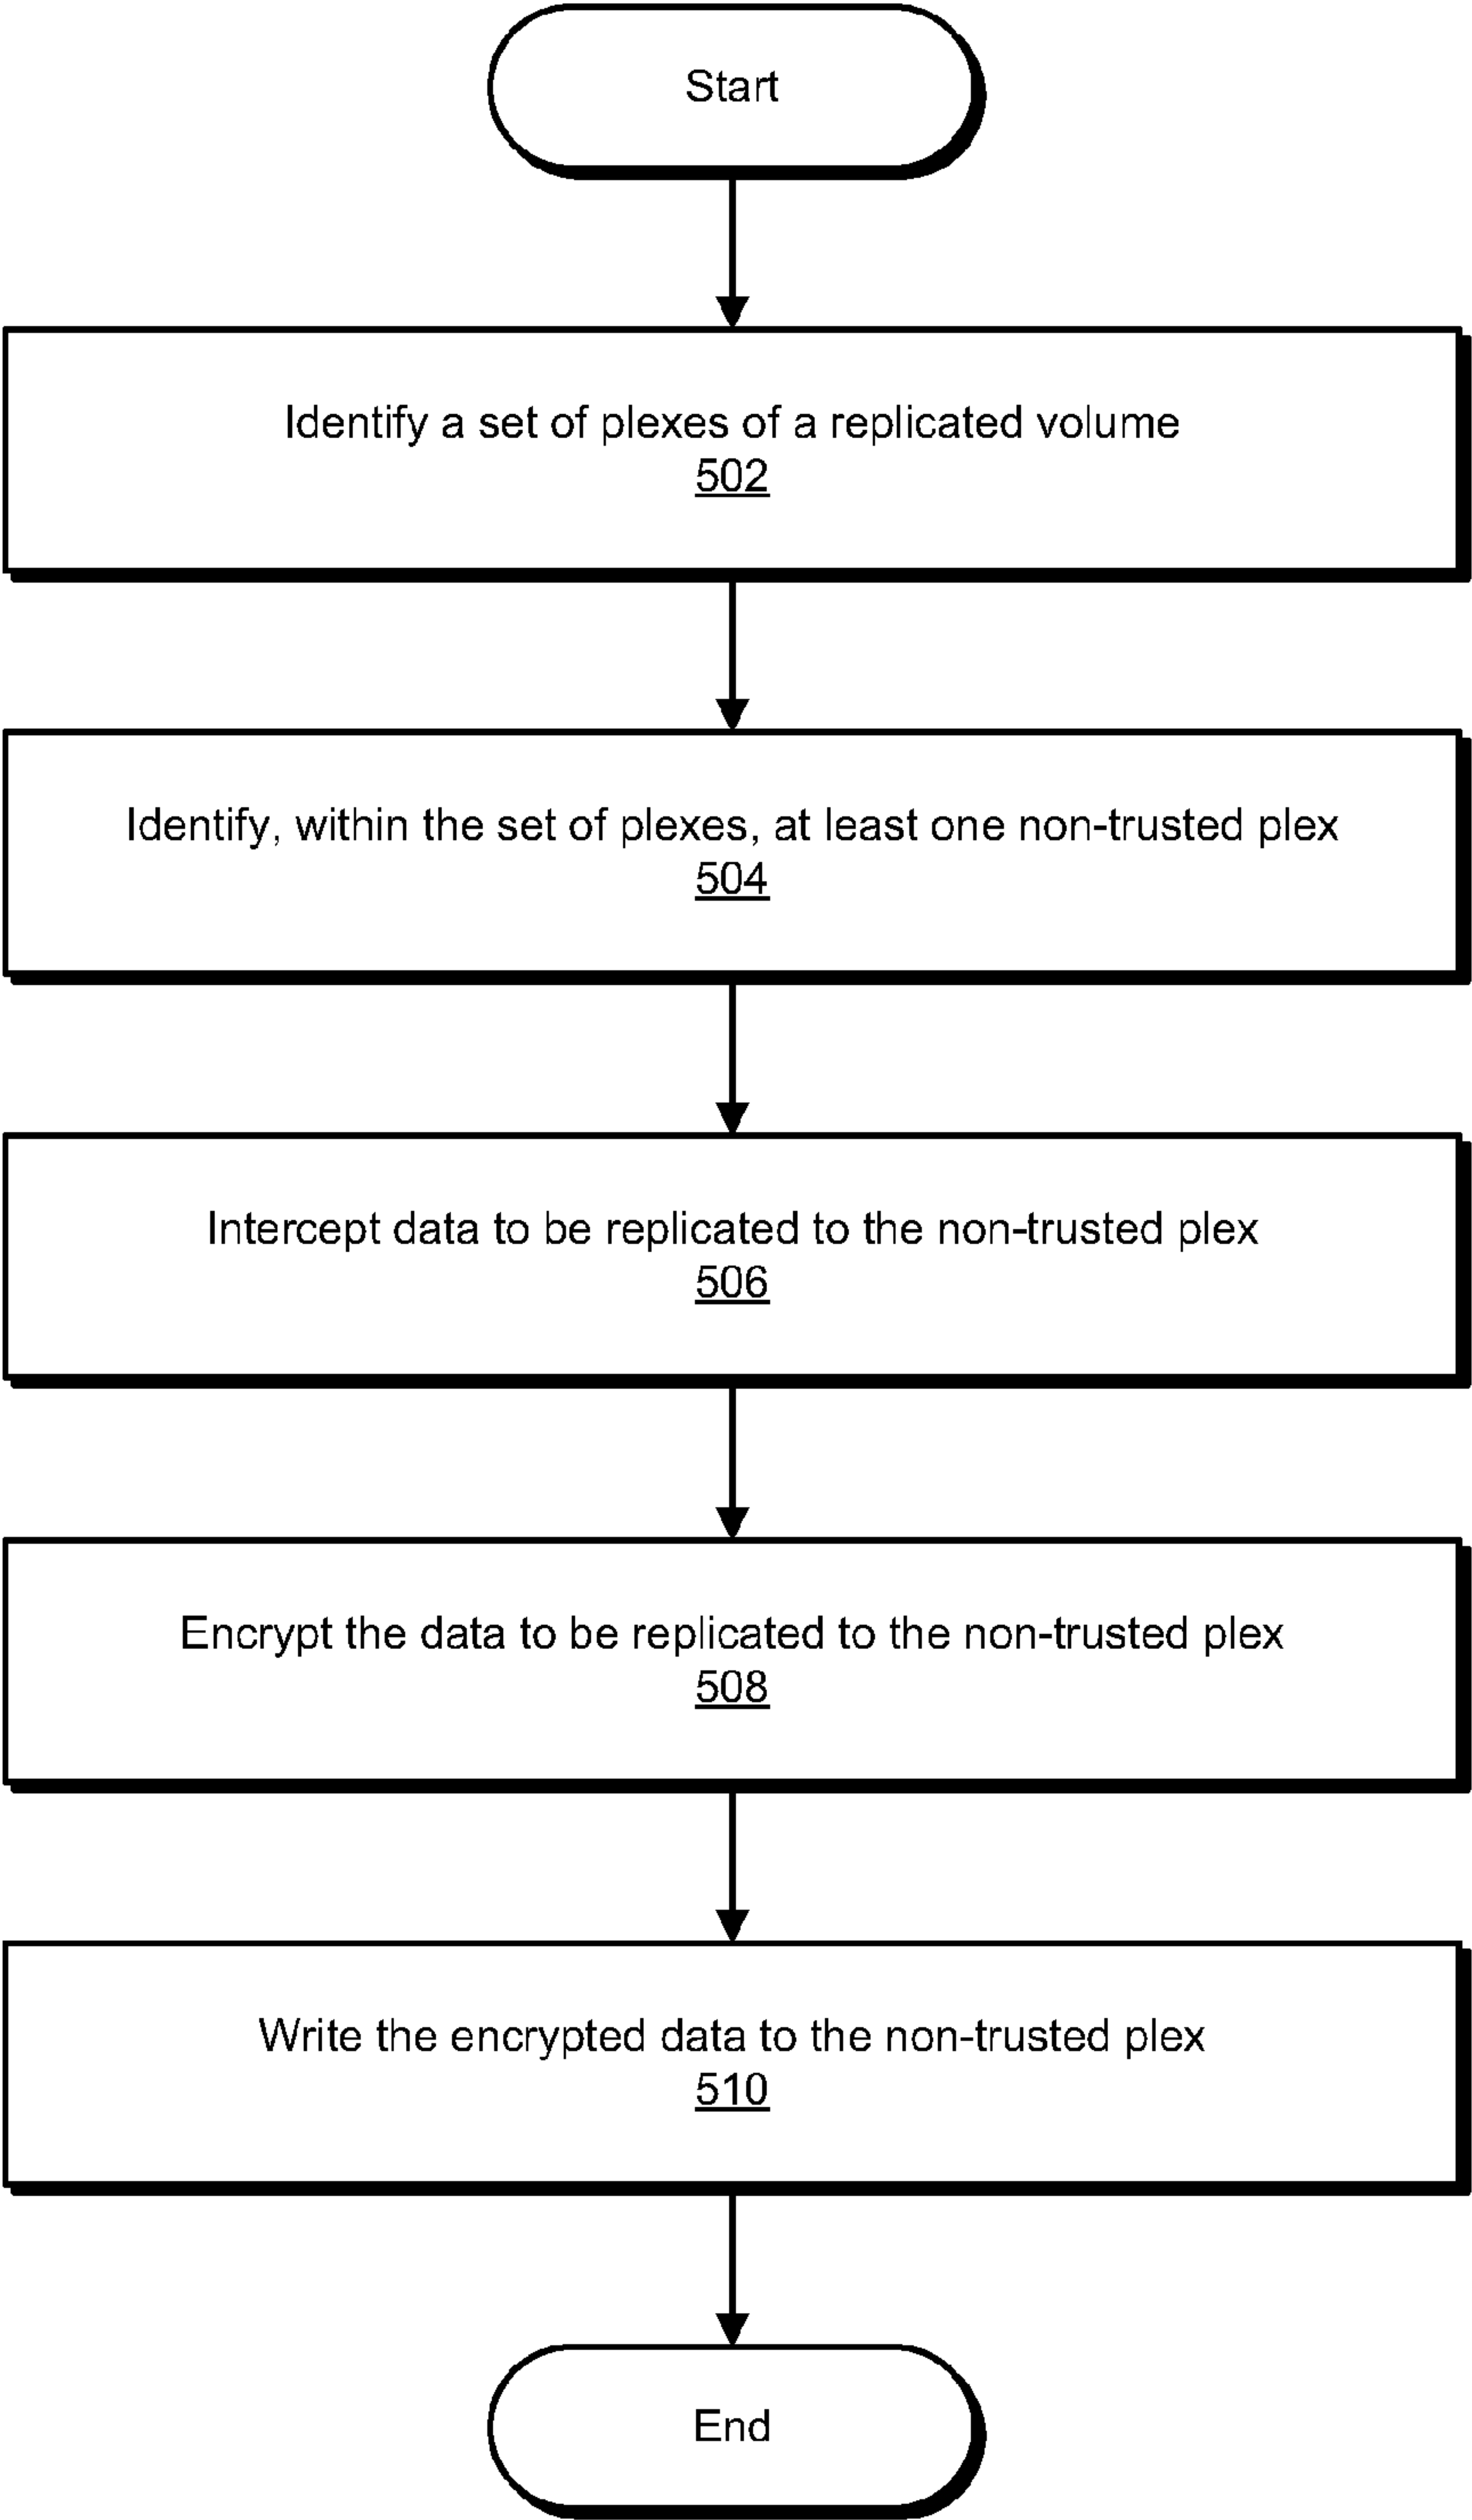 Start
Identify a set of plexes of a replicated volume
502
Identify, within the set of plexes, at least one non-trusted plex
504
Intercept data to be replicated to the non-trusted plex
506
Encrypt the data to be replicated to the non-trusted plex
508
Write the encrypted data to the non-trusted plex
510
End